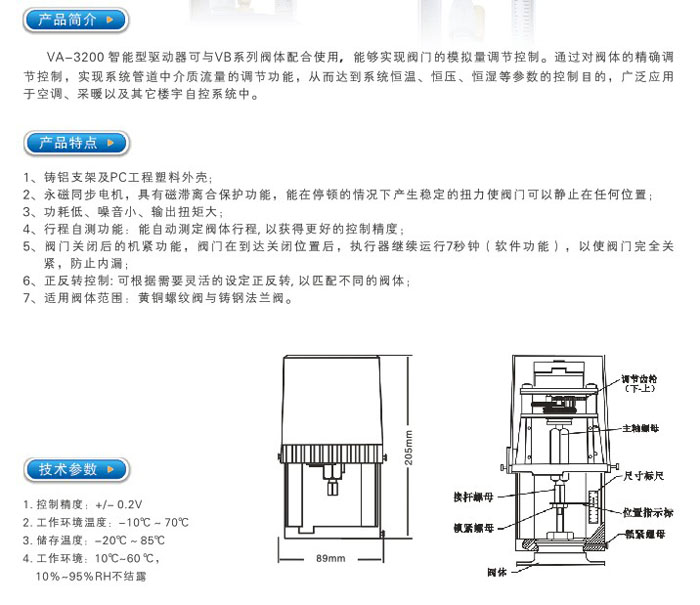 产品简介
VA-3200 智能型驱动器可与VB系列阀体配合使用，能够实现阀门的模拟量调节控制。通过对阀体的精确调
节控制，实现系统管道中介质流量的调节功能，从而达到系统恒温、恒压、恒湿等参数的控制目的，广泛应用
于空调、采暖以及其它楼宇自控系统中。
产品特点
1、铸铝支架及PC工程塑料外壳；
2、永磁同步电机，具有磁滞离合保护功能，能在停顿的情况下产生稳定的扭力使阀门可以静止在任何位置；
3、功耗低、噪音小、输出扭矩大；
4、行程自测功能：能自动测定阀体行程，以获得更好的控制精度；
5、阀门关闭后的机紧功能，阀门在到达关闭位置后，执行器继续运行7秒钟（软件功能），以使阀门完全关
紧，防止内漏；
6、正反转控制：可根据需要灵活的设定正反转，以匹配不同的阀体；
7、适用阀体范围：黄铜螺纹阀与铸钢法兰阀。
技术参数
1. 控制精度：+/- 0.2V
2. 工作环境温度：-10℃ ~ 70℃
3. 储存温度：-20℃ ~ 85℃
4. 工作环境：10℃~60℃，
10%~95%RH不结露
205mm
89mm
调节齿轮
（下-上）
主轴螺母
尺寸标尺
接扦螺母
位置指示标
锁紧螺母
锁紧螺母
阀体